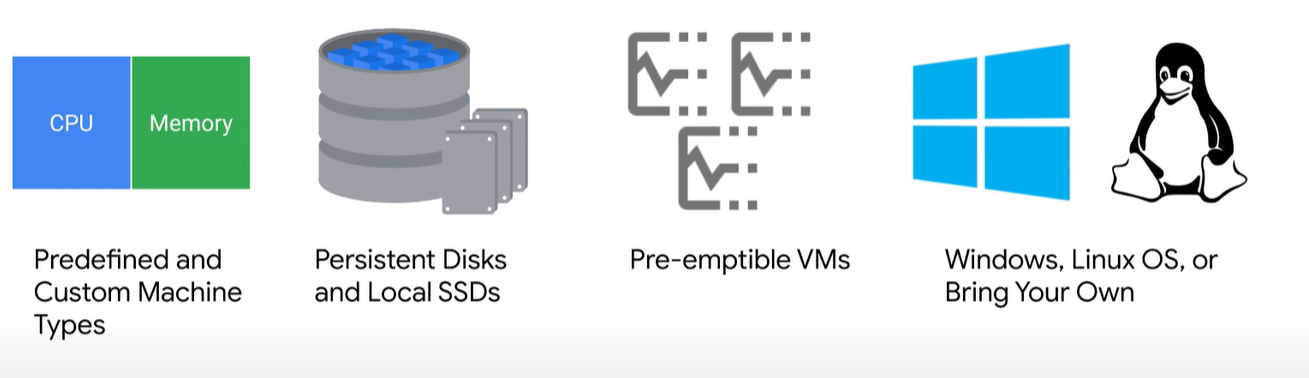 CPU
Memory
Predefined and
Custom Machine
Types
Persistent Disks
and Local SSDs
Pre-emptible VMs
Windows, Linux OS, or
Bring Your Own